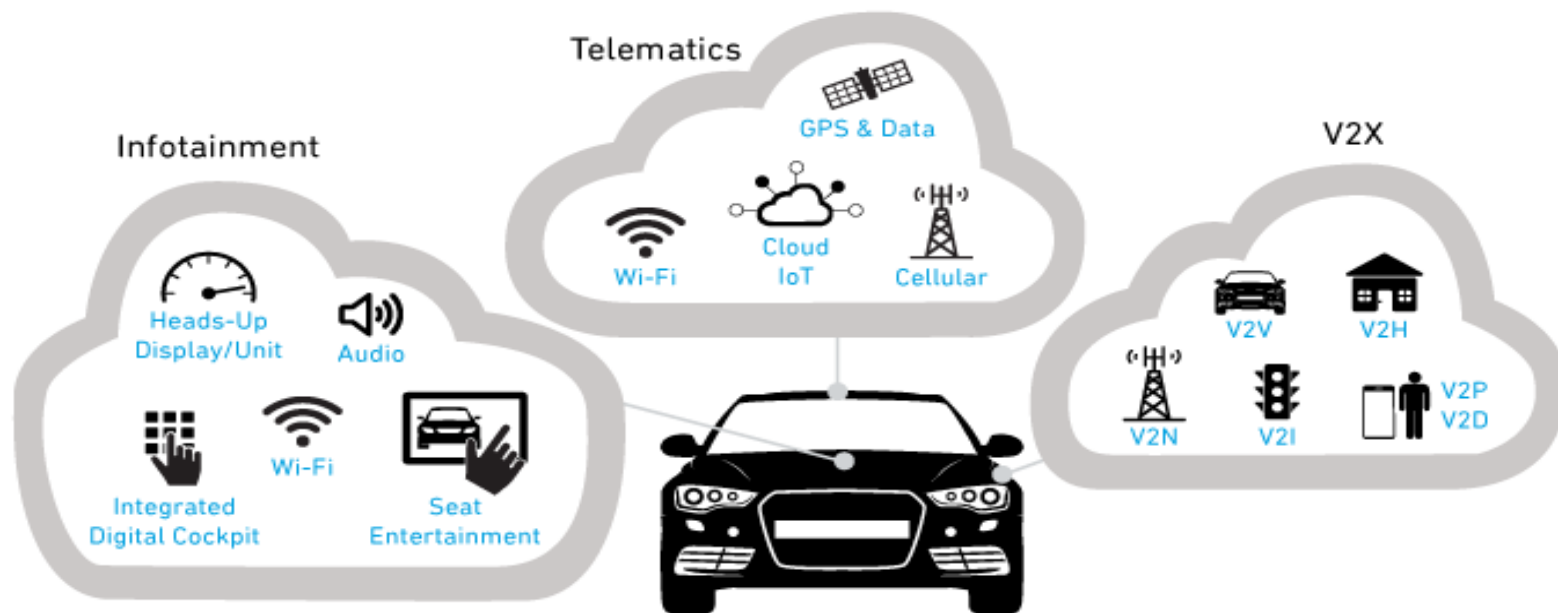 Telematics
GPS & Data
Wi-Fi
Cloud
IoT
Cellular
Infotainment
Heads-Up
Display/Unit
Audio
Integrated
Digital Cockpit
Wi-Fi
Seat
Entertainment
V2X
V2V
V2H
V2N
V2I
V2P
V2D